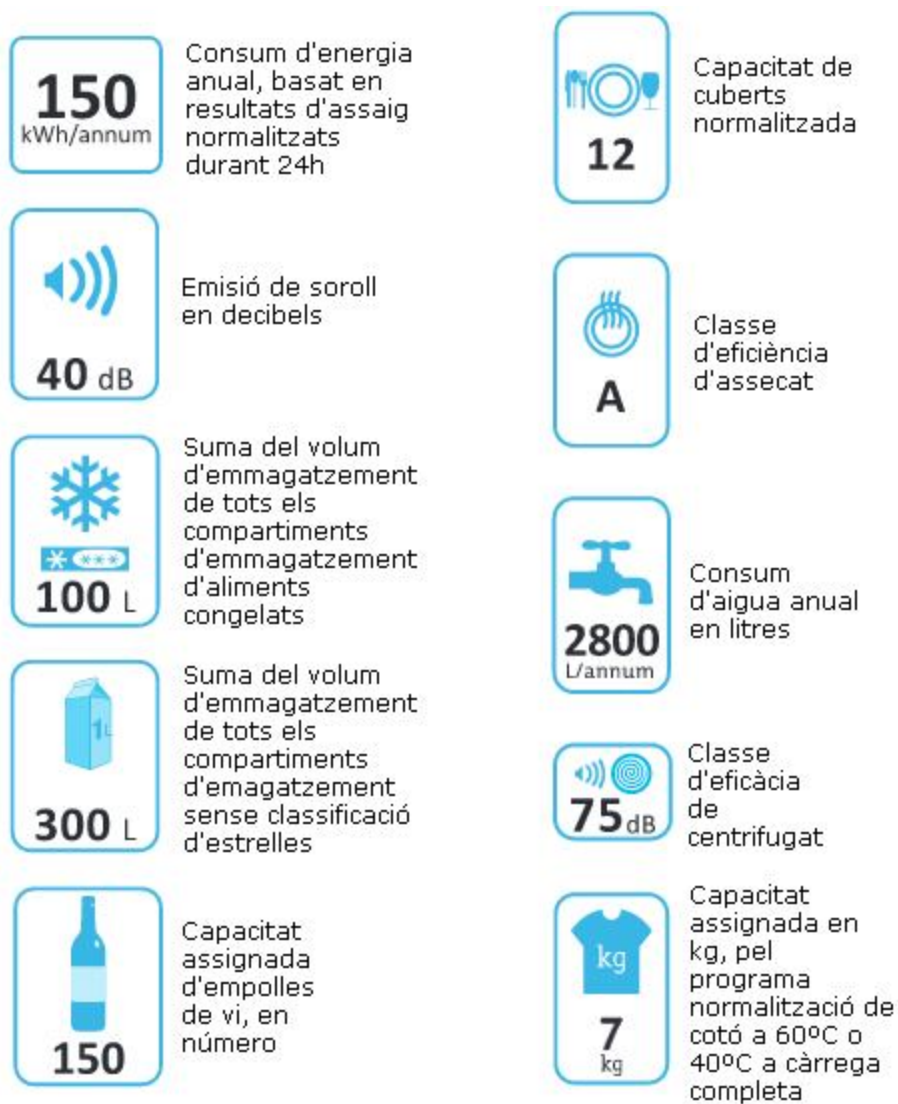 150
kWh/annum
Consum d'energia
anual, basat en
resultats d'assaig
normalitzats
durant 24h
40 dB
Emisió de soroll
en decibels
100 L
Suma del volum
d'emmagatzement
de tots els
compartiments
d'emmagatzement
d'aliments
congelats
1L
300 L
Suma del volum
d'emmagatzement
de tots els
compartiments
d'emagatzement
sense classificació
d'estrelles
150
Capacitat
assignada
d'empolles
de vi, en
número
12
Capacitat de
cuberts
normalitzada
A
Classe
d'eficiència
d'assecat
2800
L/annum
Consum
d'aigua anual
en litres
75 dB
Classe
d'eficàcia
de
centrifugat
kg
7
kg
Capacitat
assignada en
kg, pel
programa
normalització de
cotó a 60ºC o
40ºC a càrrega
completa